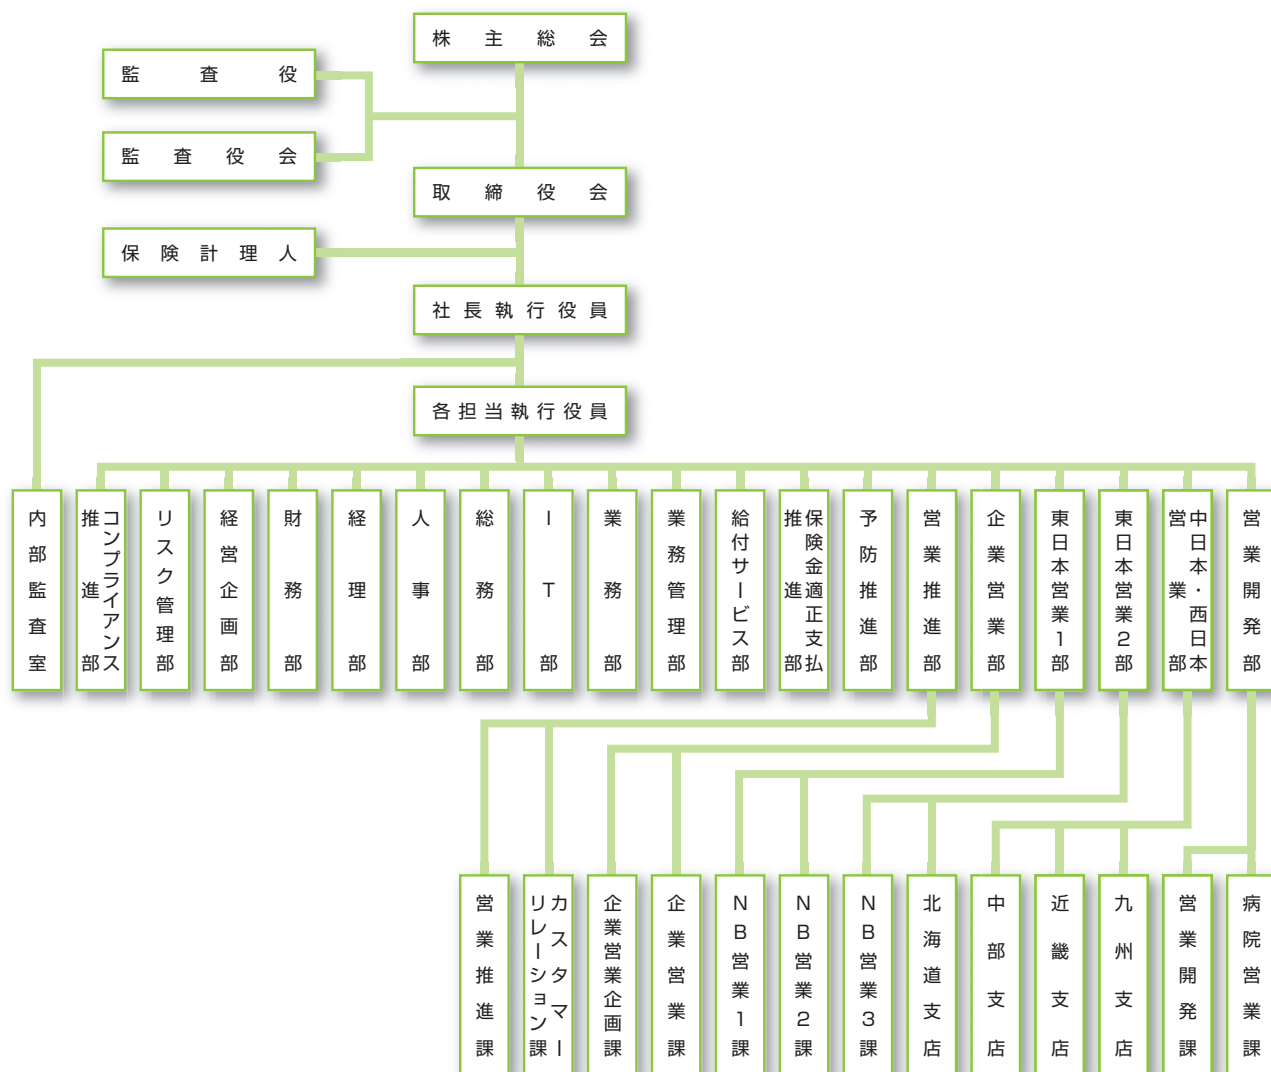 株主総会
監査役
監査役会
取締役会
保険計理人
社長執行役員
各担当執行役員
内部監査室
コンプライアンス
推進部
リスク管理部
経営企画部
財務部
経理部
人事部
総務部
IT部
業務部
業務管理部
給付サービス部
保険金適正支払
推進部
予防推進部
営業推進部
企業営業部
東日本営業1部
東日本営業2部
中日本・西日本
営業部
営業開発部
営業推進課
カスタマー
リレーション課
企業営業企画課
企業営業課
NB営業1課
NB営業2課
NB営業3課
北海道支店
中部支店
近畿支店
九州支店
営業開発課
病院営業課